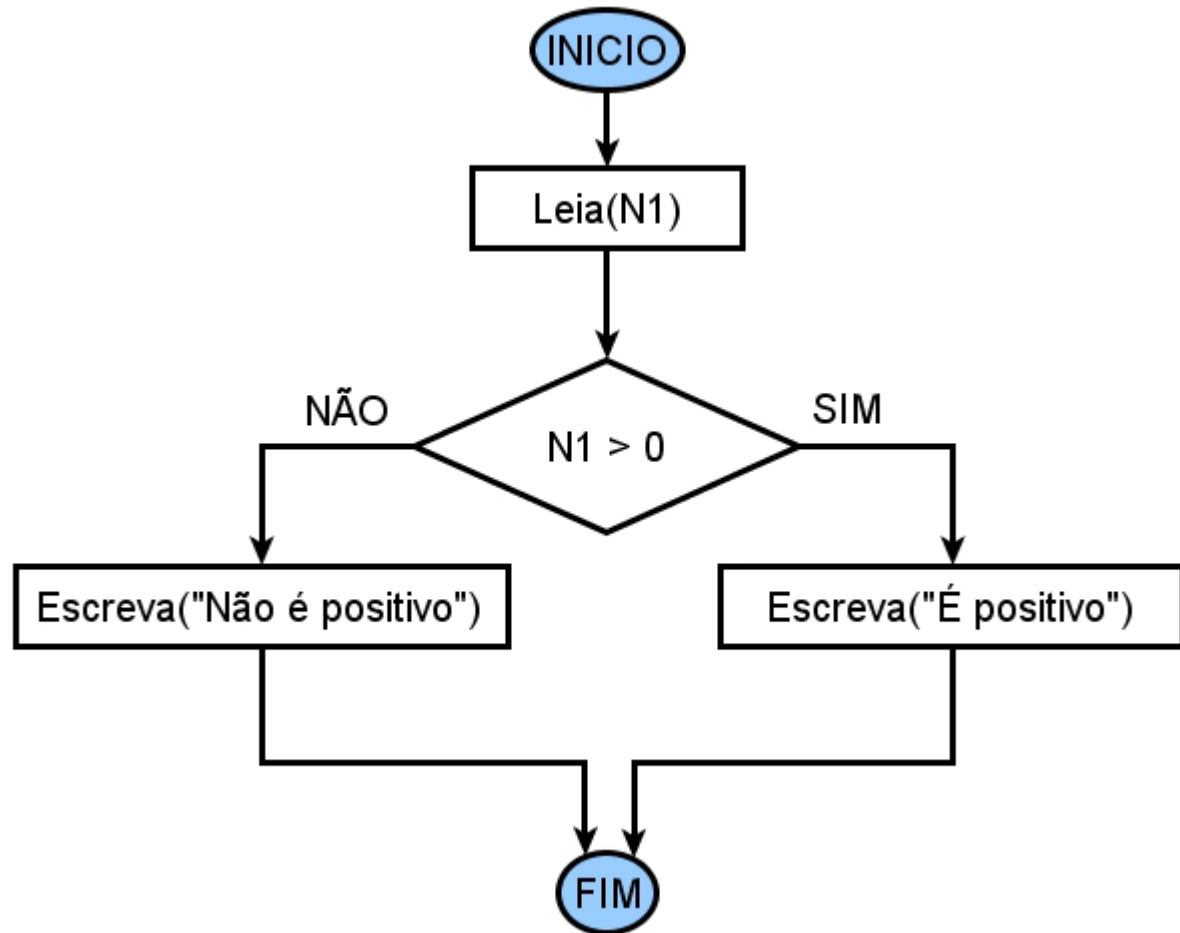 INICIO
Leia(N1)
NÃO
SIM
N1 > 0
Escreva("Não é positivo")
Escreva("É positivo")
FIM